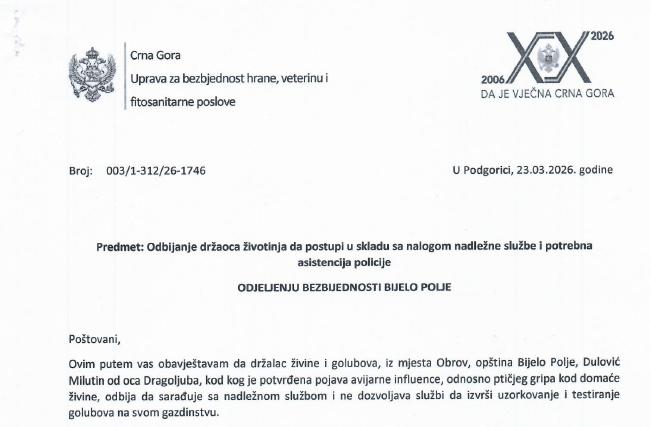 Crna Gora
Uprava za bezbjednost hrane, veterinu i
fitosanitarne poslove
2006 XX 2026
DA JE VJEČNA CRNA GORA
Broj: 003/1-312/26-1746
U Podgorici, 23.03.2026. godine
Predmet: Odbijanje držaoca životinja da postupi u skladu sa nalogom nadležne službe i potrebna
asistencija policije
ODJELJENJU BEZBJEDNOSTI BIJELO POLJE
Poštovani,
Ovim putem vas obavještavam da držalac živine i golubova, iz mjesta Obrov, opština Bijelo Polje, Dulović
Milutin od oca Dragoljuba, kod kog je potvrđena pojava avijarne influence, odnosno ptičjeg gripa kod domaće
živine, odbija da sarađuje sa nadležnom službom i ne dozvoljava službi da izvrši uzorkovanje i testiranje
golubova na svom gazdinstvu.